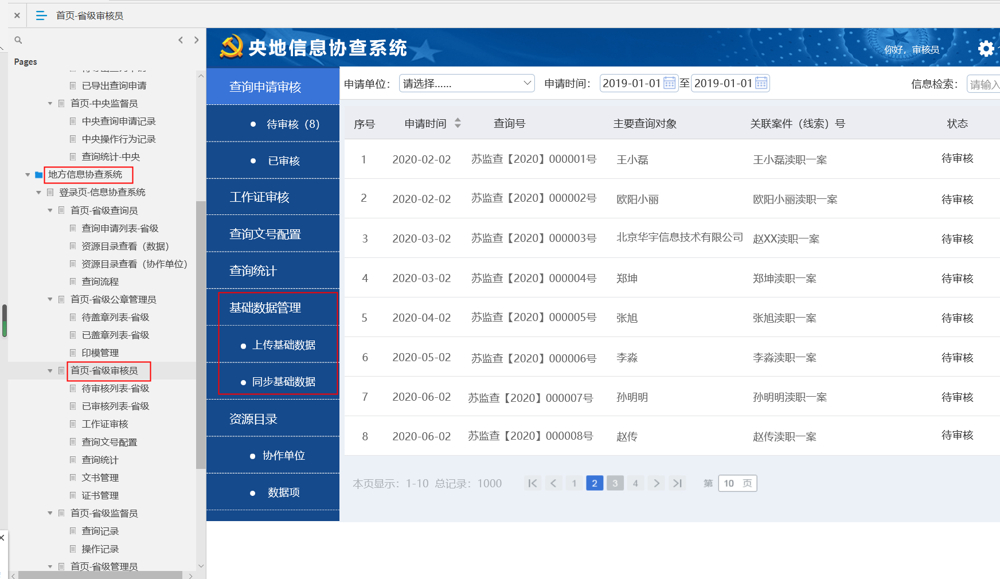 首页-省级审核员
Pages
已导出查询申请
首页-中央监督员
中央查询申请记录
中央操作行为记录
查询统计-中央
地方信息协查系统
登录页-信息协查系统
首页-省级查询员
查询申请列表-省级
资源目录查看（数据）
资源目录查看（协作单位）
查询流程
首页-省级公章管理员
待盖章列表-省级
已盖章列表-省级
印模管理
首页-省级审核员
待审核列表-省级
已审核列表-省级
工作证审核
查询文号配置
查询统计
文书管理
证书管理
首页-省级监督员
查询记录
操作记录
首页-省级管理员
央地信息协查系统
你好，审核员
查询申请审核
待审核（8）
已审核
工作证审核
查询文号配置
查询统计
基础数据管理
上传基础数据
同步基础数据
资源目录
协作单位
数据项
申请单位： 请选择...... 申请时间： 2019-01-01 至 2019-01-01 信息检索： 请输入
序号 申请时间 查询号 主要查询对象 关联案件（线索）号 状态
1 2020-02-02 苏监查【2020】000001号 王小磊 王小磊渎职一案 待审核
2 2020-02-02 苏监查【2020】000002号 欧阳小丽 欧阳小丽渎职一案 待审核
3 2020-03-02 苏监查【2020】000003号 北京华宇信息技术有限公司 赵XX渎职一案 待审核
4 2020-03-02 苏监查【2020】000004号 郑坤 郑坤渎职一案 待审核
5 2020-04-02 苏监查【2020】000005号 张旭 张旭渎职一案 待审核
6 2020-05-02 苏监查【2020】000006号 李淼 李淼渎职一案 待审核
7 2020-06-02 苏监查【2020】000007号 孙明明 孙明明渎职一案 待审核
8 2020-06-02 苏监查【2020】000008号 赵传 赵传渎职一案 待审核
本页显示：1-10 总记录：1000 1 2 3 4 第 10 页